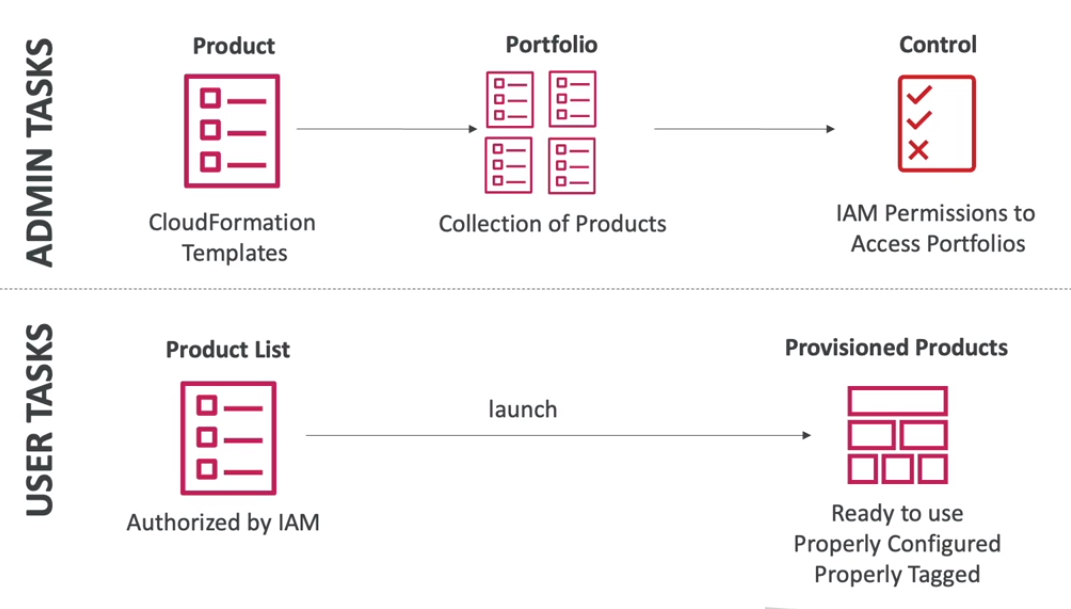 ADMIN TASKS
Product
Portfolio
Control
CloudFormation
Templates
Collection of Products
IAM Permissions to
Access Portfolios
USER TASKS
Product List
Provisioned Products
launch
Authorized by IAM
Ready to use
Properly Configured
Properly Tagged